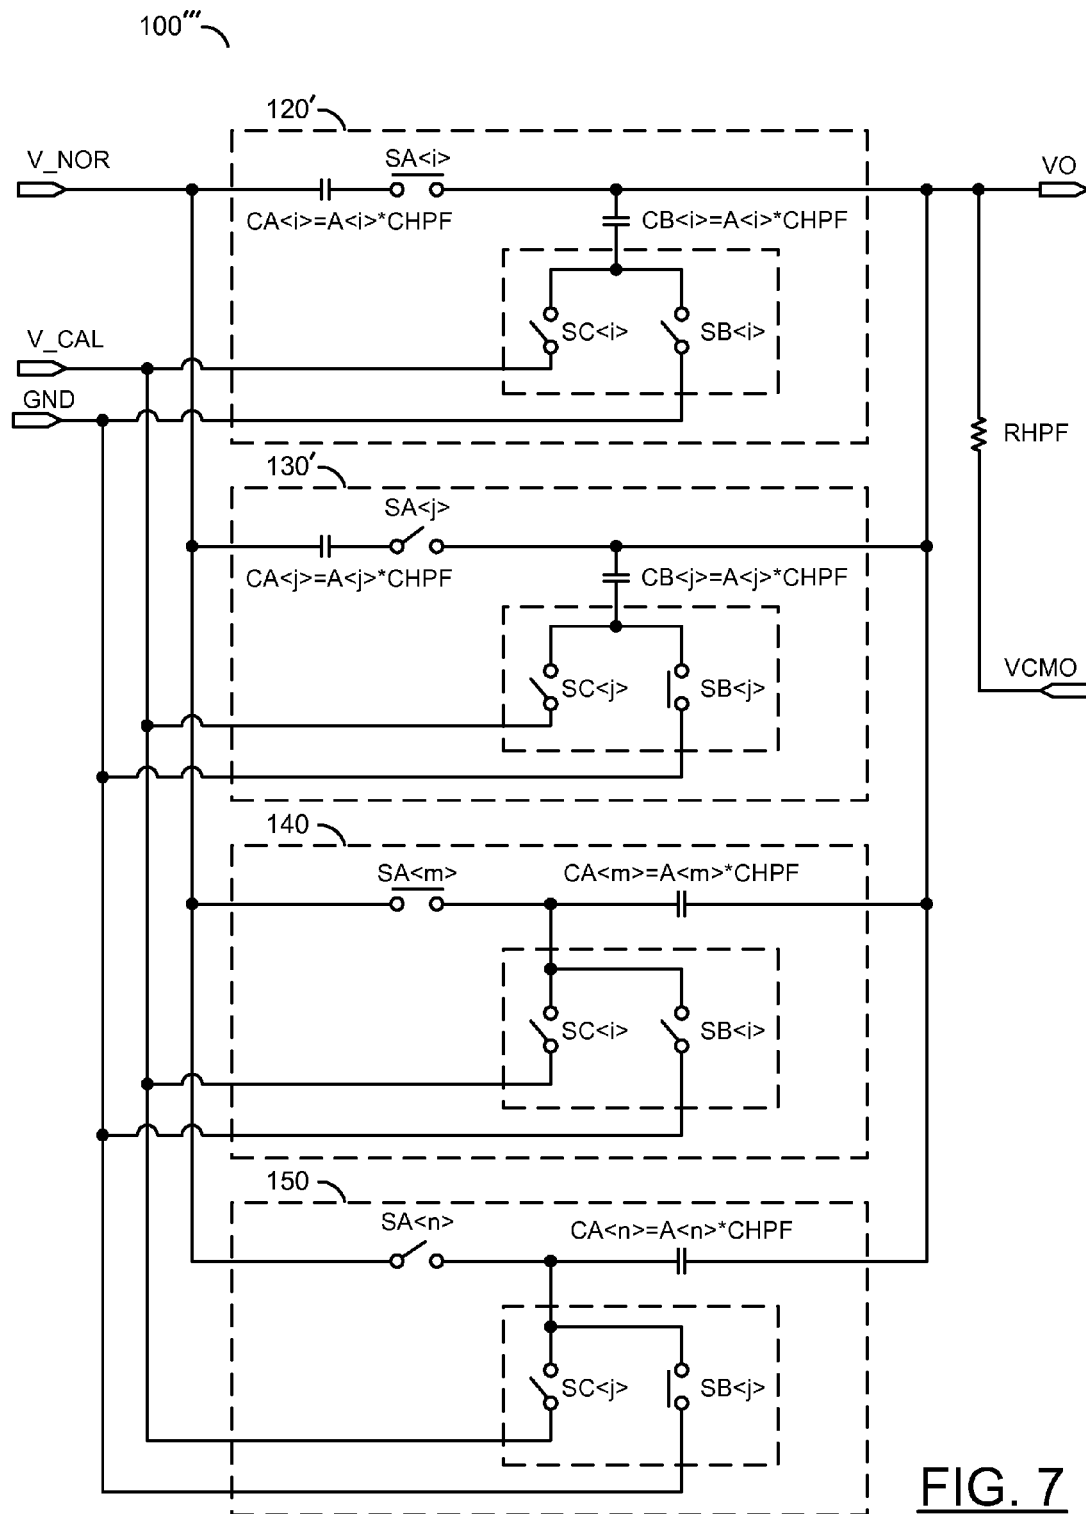 100‴
120′
V_NOR
SA<i>
VO
CA<i>=A<i>*CHPF
CB<i>=A<i>*CHPF
V_CAL
SC<i>
SB<i>
GND
RHPF
130′
SA<j>
CA<j>=A<j>*CHPF
CB<j>=A<j>*CHPF
SC<j>
SB<j>
VCMO
140
SA<m>
CA<m>=A<m>*CHPF
SC<i>
SB<i>
150
SA<n>
CA<n>=A<n>*CHPF
SC<j>
SB<j>
FIG. 7